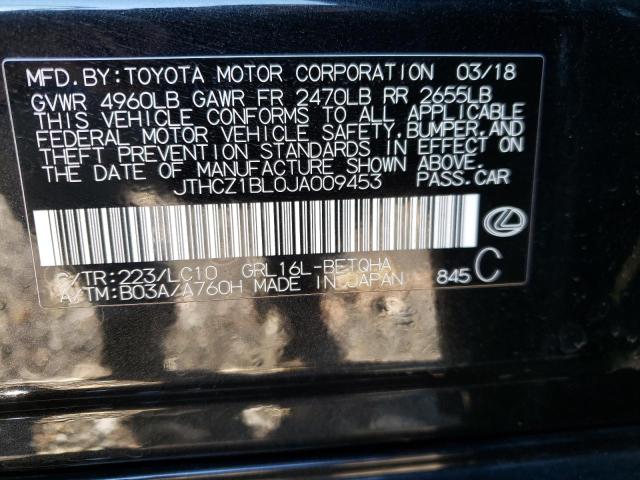 MFD. BY: TOYOTA MOTOR CORPORATION 03/18
GVWR 4960LB GAWR FR 2470LB RR 2655LB
THIS VEHICLE CONFORMS TO ALL APPLICABLE
FEDERAL MOTOR VEHICLE SAFETY, BUMPER, AND
THEFT PREVENTION STANDARDS IN EFFECT ON
THE DATE OF MANUFACTURE SHOWN ABOVE.
JTHCZ1BL0JA009453 PASS. CAR
C/TR: 223/LC10 GRL16L-BETQHA
A/TM: B03A/A760H MADE IN JAPAN 845 C